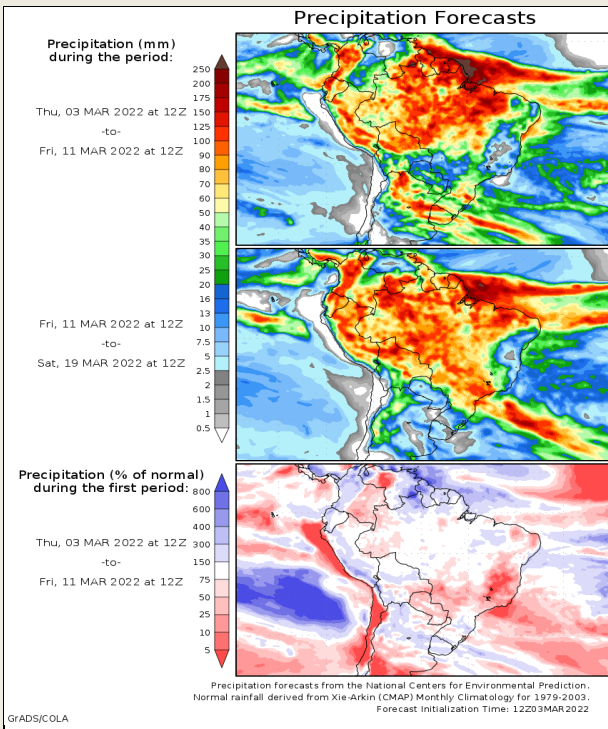 Precipitation Forecasts
Precipitation (mm)
during the period:
Thu, 03 MAR 2022 at 12Z
-to-
Fri, 11 MAR 2022 at 12Z
250
200
175
150
125
100
90
80
70
60
50
40
35
30
25
20
16
13
10
7.5
5
2.5
2
1.5
1
0.5
Fri, 11 MAR 2022 at 12Z
-to-
Sat, 19 MAR 2022 at 12Z
Precipitation (% of normal)
during the first period:
Thu, 03 MAR 2022 at 12Z
-to-
Fri, 11 MAR 2022 at 12Z
800
600
400
300
150
75
50
25
10
5
Precipitation forecasts from the National Centers for Environmental Prediction.
Normal rainfall derived from Xie-Arkin (CMAP) Monthly Climatology for 1979-2003.
Forecast Initialization Time: 12Z03MAR2022
GrADS/COLA